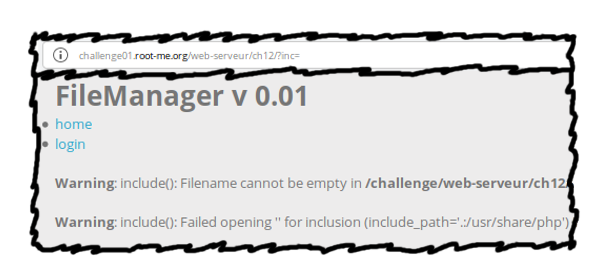 challenge01.root-me.org/web-serveur/ch12/?inc=
FileManager v 0.01
home
login
Warning: include(): Filename cannot be empty in /challenge/web-serveur/ch12
Warning: include(): Failed opening '' for inclusion (include_path='.:/usr/share/php')